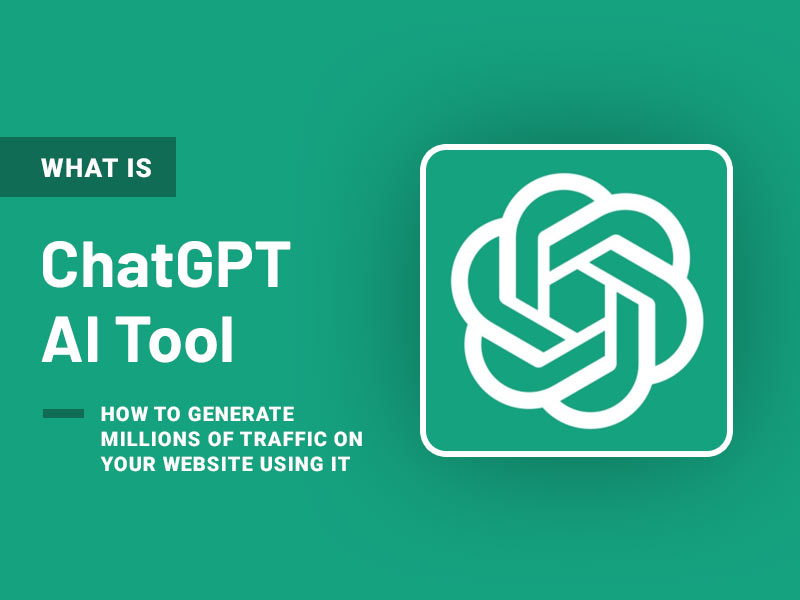 WHAT IS
ChatGPT
AI Tool
HOW TO GENERATE
MILLIONS OF TRAFFIC ON
YOUR WEBSITE USING IT